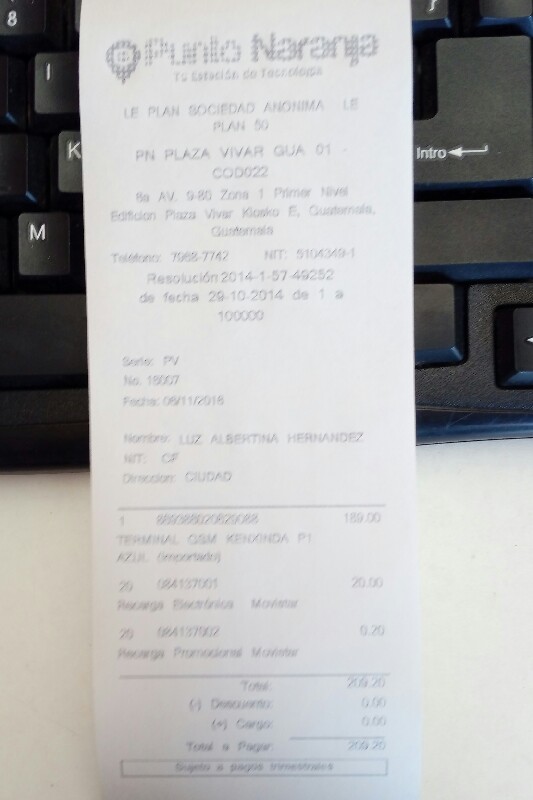 8
I
K
M
Intro
Punto Naranja
Tu Estación de Tecnología
LE PLAN SOCIEDAD ANONIMA LE
PLAN 50
PN PLAZA VIVAR GUA 01 -
COD022
8a AV. 9-80 Zona 1 Primer Nivel
Edificion Plaza Vivar Kiosko E, Guatemala,
Guatemala
Teléfono: 7968-7742 NIT: 5104349-1
Resolución 2014-1-57-49252
de fecha 29-10-2014 de 1 a
100000
Serie: PV
No. 16007
Fecha: 08/11/2016
Nombre: LUZ ALBERTINA HERNANDEZ
NIT: CF
Direccion: CIUDAD
1 189.00
TERMINAL GSM KENXINDA P1
AZUL (importado)
20 084137001 20.00
Recarga Electrónica Movistar
20 084137002 0.20
Recarga Promocional Movistar
Total: 209.20
(-) Descuento: 0.00
(+) Cargo: 0.00
Total a Pagar: 209.20
Sujeto a pagos trimestrales